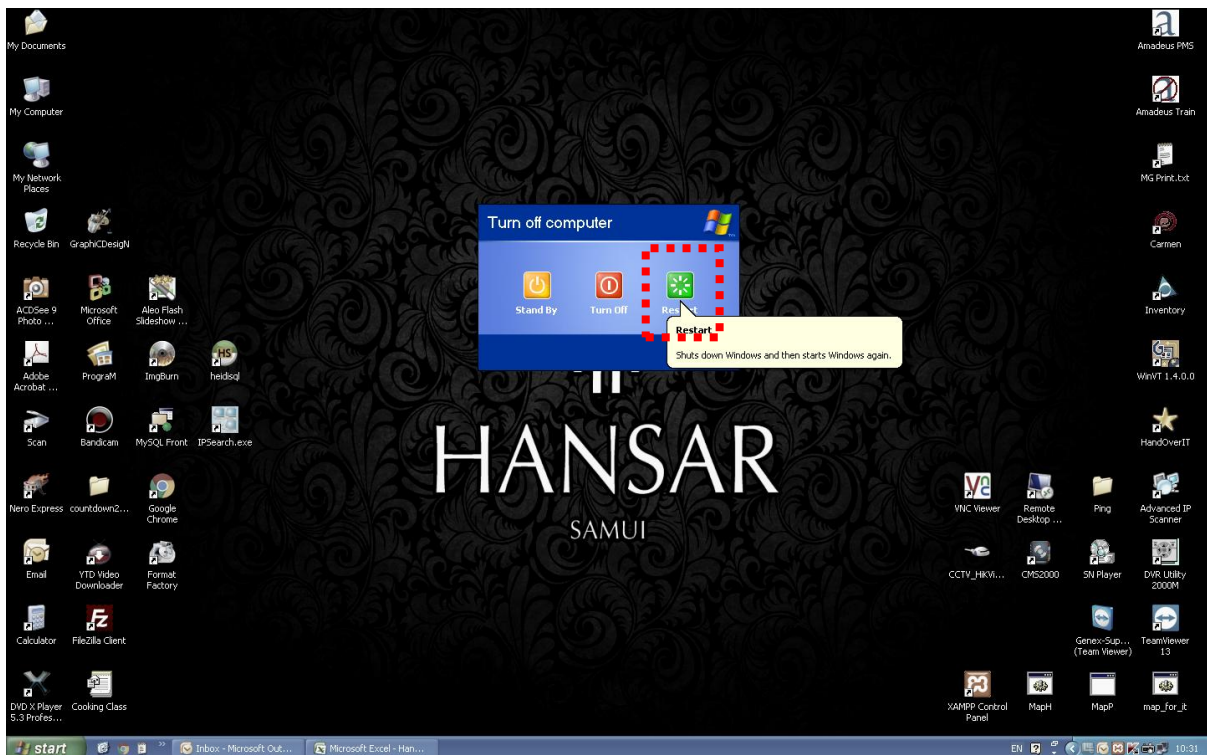 My Documents
Amadeus PMS
My Computer
Amadeus Train
My Network
Places
MG Print.txt
Recycle Bin
GraphiCDesigN
Carmen
Turn off computer
Stand By
Turn Off
Restart
Shuts down Windows and then starts Windows again.
ACDSee 9
Photo ...
Microsoft
Office
Aleo Flash
Slideshow ...
Inventory
Adobe
Acrobat ...
PrograM
ImgBurn
heidisql
WinVT 1.4.0.0
Scan
Bandicam
MySQL Front
IPSearch.exe
HandOverIT
HANSAR
SAMUI
Nero Express
countdown2...
Google
Chrome
VNC Viewer
Remote
Desktop ...
Ping
Advanced IP
Scanner
Email
YTD Video
Downloader
Format
Factory
CCTV_HiKVi...
CMS2000
SN Player
DVR Utility
2000M
Calculator
FileZilla Client
Genex-Sup...
(Team Viewer)
TeamViewer
13
DVD X Player
5.3 Profes...
Cooking Class
XAMPP Control
Panel
MapH
MapP
map_for_it
start
Inbox - Microsoft Out...
Microsoft Excel - Han...
EN
10:31